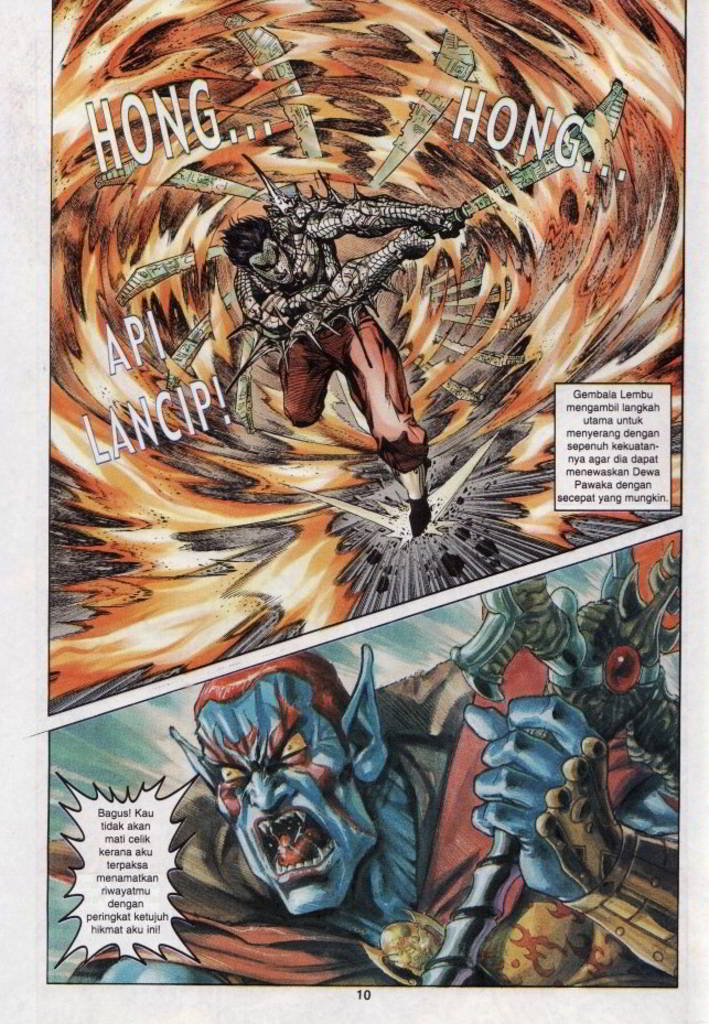 HONG...
HONG...
API
LANCIP!
Gembala Lembu
mengambil langkah
utama untuk
menyerang dengan
sepenuh kekuatan-
nya agar dia dapat
menewaskan Dewa
Pawaka dengan
secepat yang mungkin.
Bagus! Kau
tidak akan
mati celik
kerana aku
terpaksa
menamatkan
riwayatmu
dengan
peringkat ketujuh
hikmat aku ini!
10